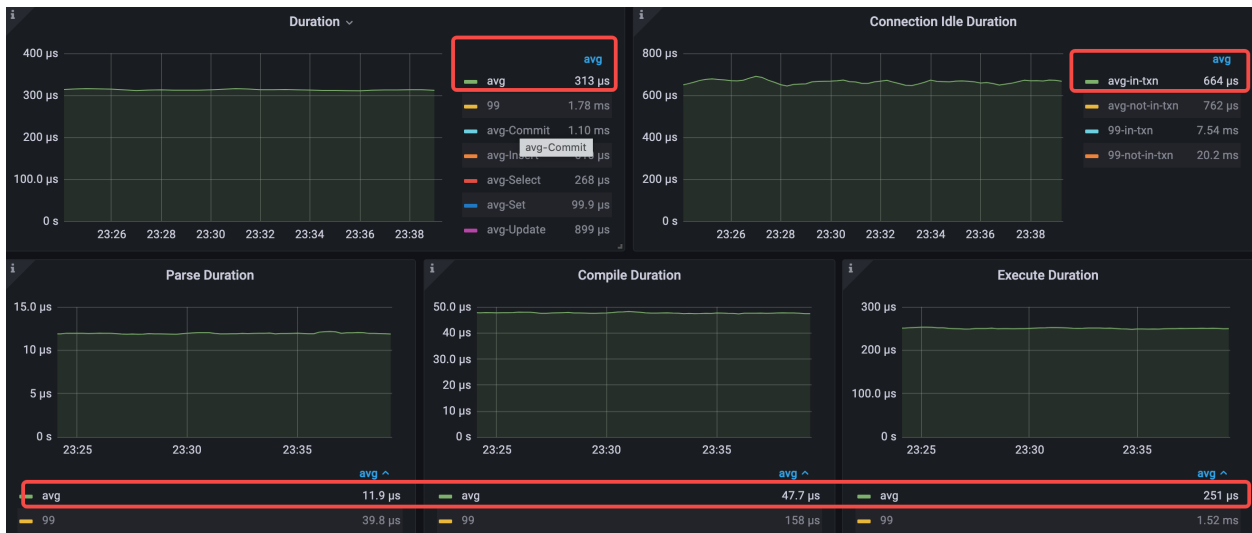 Duration
400 µs
300 µs
200 µs
100.0 µs
0 s
23:26 23:28 23:30 23:32 23:34 23:36 23:38
avg
avg 313 µs
99 1.78 ms
avg-Commit 1.10 ms
avg-Commit
avg-Select 268 µs
avg-Set 99.9 µs
avg-Update 899 µs
Connection Idle Duration
800 µs
600 µs
400 µs
200 µs
0 s
23:26 23:28 23:30 23:32 23:34 23:36 23:38
avg
avg-in-txn 664 µs
avg-not-in-txn 762 µs
99-in-txn 7.54 ms
99-not-in-txn 20.2 ms
Parse Duration
15.0 µs
10 µs
5 µs
0 s
23:25 23:30 23:35
avg
avg 11.9 µs
99 39.8 µs
Compile Duration
50.0 µs
40 µs
30.0 µs
20 µs
10 µs
0 s
23:25 23:30 23:35
avg
avg 47.7 µs
99 158 µs
Execute Duration
300 µs
200 µs
100.0 µs
0 s
23:25 23:30 23:35
avg
avg 251 µs
99 1.52 ms